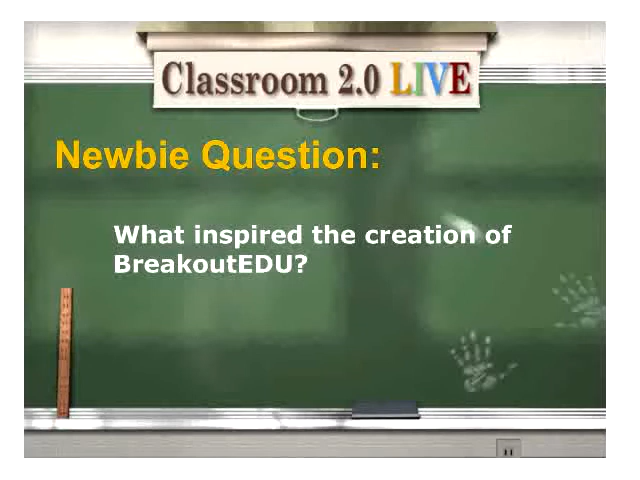 Classroom 2.0 LIVE
Newbie Question:
What inspired the creation of
BreakoutEDU?